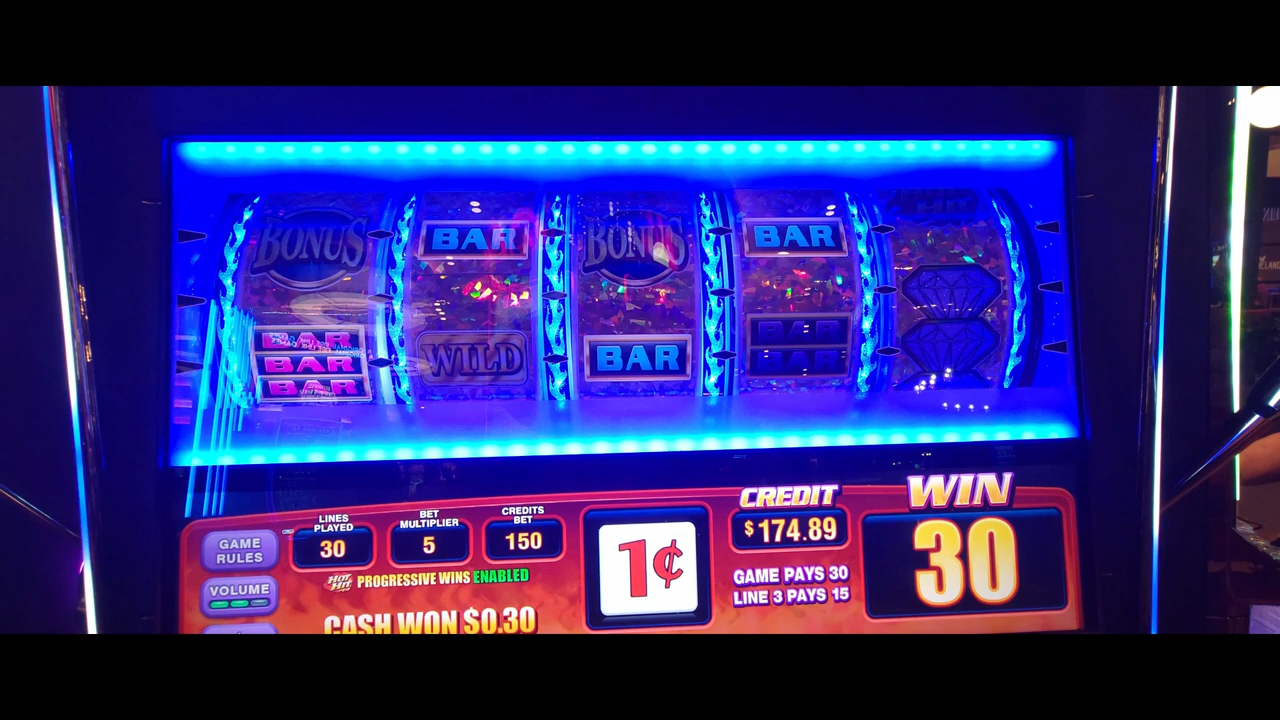 BONUS
BAR
BONUS
BAR
BAR
BAR
BAR
WILD
BAR
BAR
BAR
GAME
RULES
VOLUME
LINES
PLAYED
30
BET
MULTIPLIER
5
CREDITS
BET
150
HOT
HIT
PROGRESSIVE WINS ENABLED
CASH WON $0.30
1¢
CREDIT
$174.89
GAME PAYS 30
LINE 3 PAYS 15
WIN
30